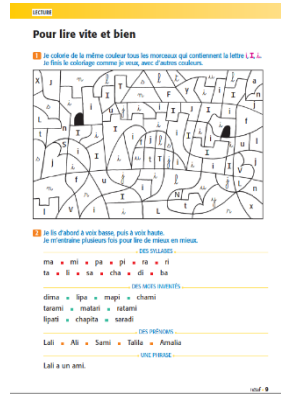 LECTURE
Pour lire vite et bien
1 Je colorie de la même couleur tous les morceaux qui contiennent la lettre i, I, i.
Je finis le coloriage comme je veux, avec d'autres couleurs.
2 Je lis d'abord à voix basse, puis à voix haute.
Je m'entraine plusieurs fois pour lire de mieux en mieux.
DES SYLLABES
ma • mi • pa • pi • ra • ri
ta • li • sa • cha • di • ba
DES MOTS INVENTÉS
dima • lipa • mapi • chami
tarami • matari • ratami
lipati • chapita • saradi
DES PRÉNOMS
Lali • Ali • Sami • Talila • Amalia
UNE PHRASE
Lali a un ami.
neuf • 9